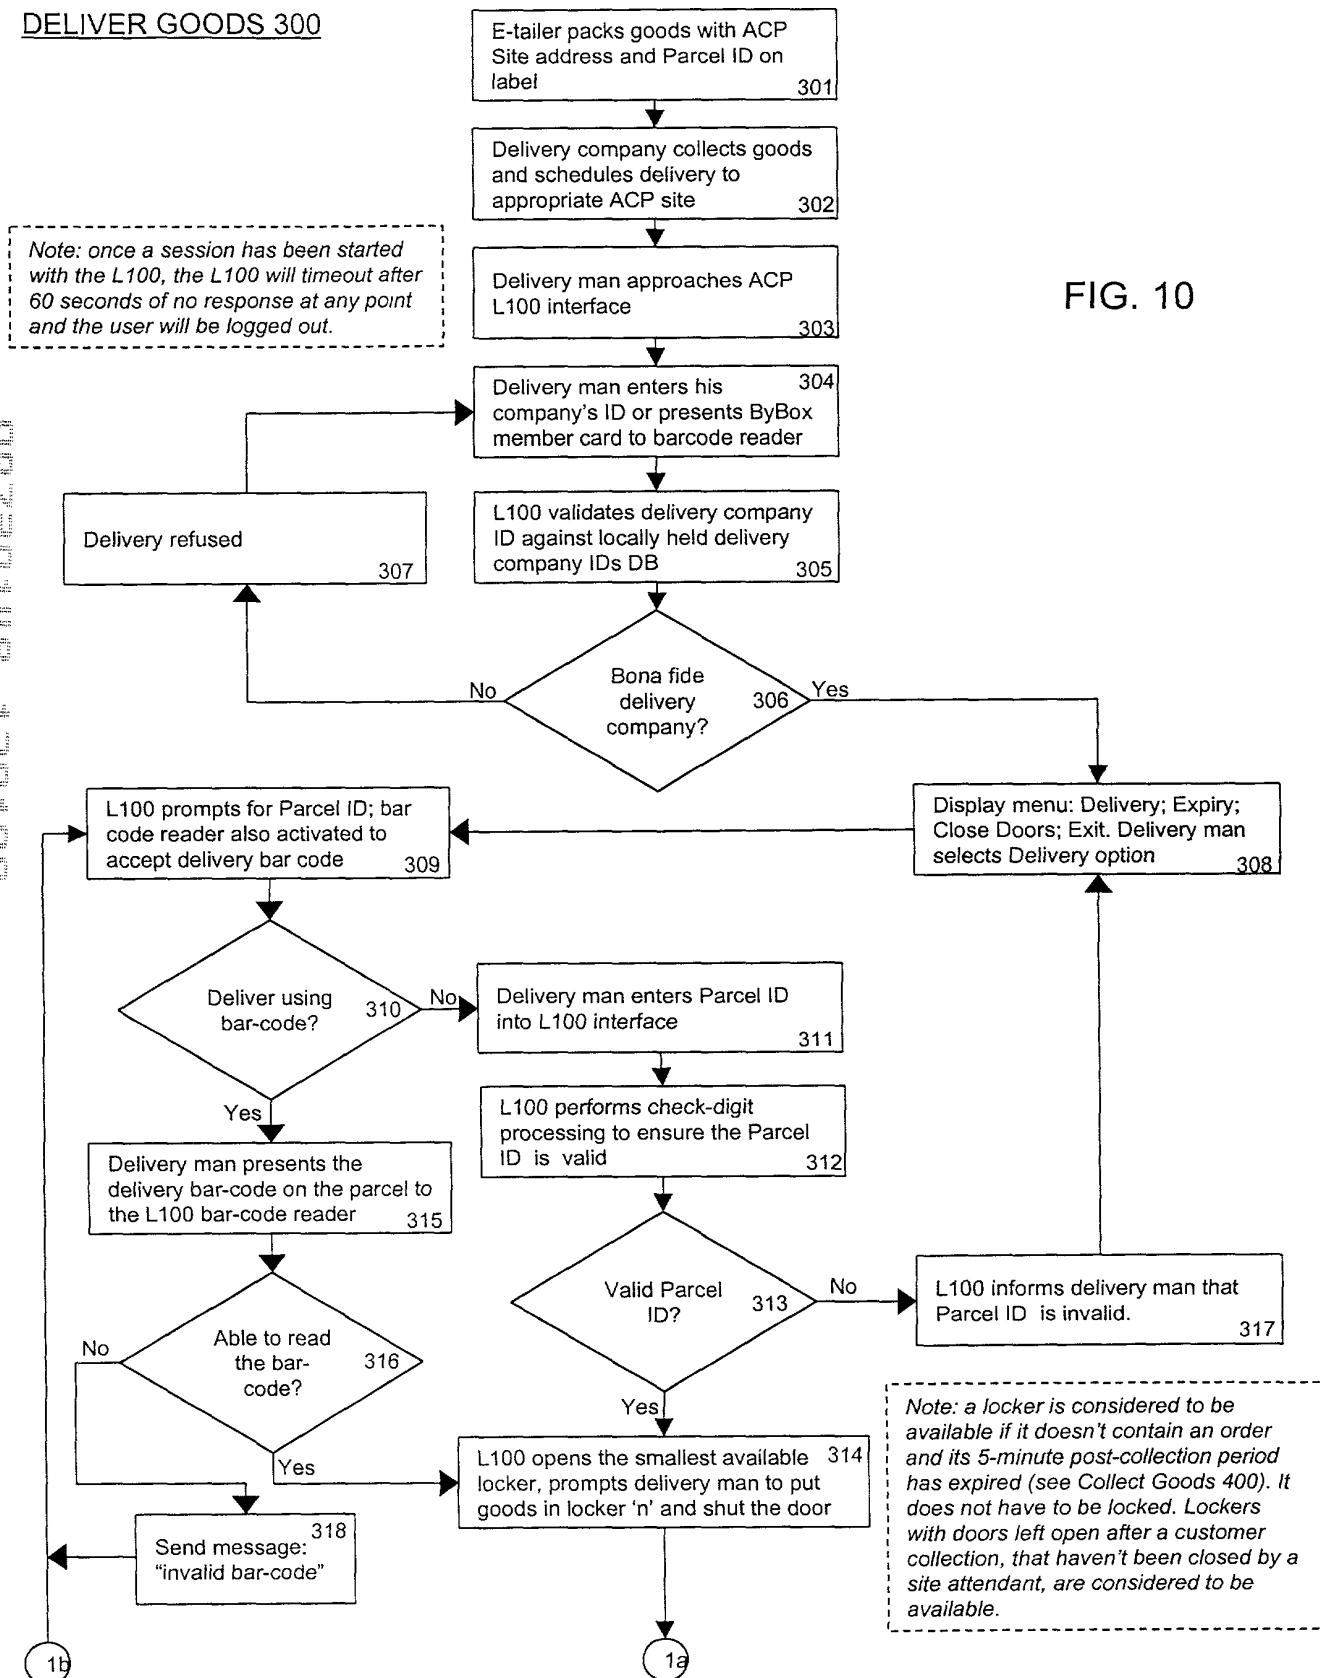 DELIVER GOODS 300
E-tailer packs goods with ACP
Site address and Parcel ID on
label
301
Delivery company collects goods
and schedules delivery to
appropriate ACP site
302
Note: once a session has been started
with the L100, the L100 will timeout after
60 seconds of no response at any point
and the user will be logged out.
Delivery man approaches ACP
L100 interface
303
FIG. 10
304
Delivery man enters his
company's ID or presents ByBox
member card to barcode reader
L100 validates delivery company
ID against locally held delivery
company IDs DB
305
Delivery refused
307
Bona fide
delivery
company?
306
No
Yes
L100 prompts for Parcel ID; bar
code reader also activated to
accept delivery bar code
309
Display menu: Delivery; Expiry;
Close Doors; Exit. Delivery man
selects Delivery option
308
Deliver using
bar-code?
310
No
Delivery man enters Parcel ID
into L100 interface
311
Yes
L100 performs check-digit
processing to ensure the Parcel
ID is valid
312
Delivery man presents the
delivery bar-code on the parcel to
the L100 bar-code reader
315
Valid Parcel
ID?
313
No
L100 informs delivery man that
Parcel ID is invalid.
317
Able to read
the bar-
code?
316
No
Yes
Yes
L100 opens the smallest available
locker, prompts delivery man to put
goods in locker 'n' and shut the door
314
Note: a locker is considered to be
available if it doesn't contain an order
and its 5-minute post-collection period
has expired (see Collect Goods 400). It
does not have to be locked. Lockers
with doors left open after a customer
collection, that haven't been closed by a
site attendant, are considered to be
available.
318
Send message:
"invalid bar-code"
1b
1a